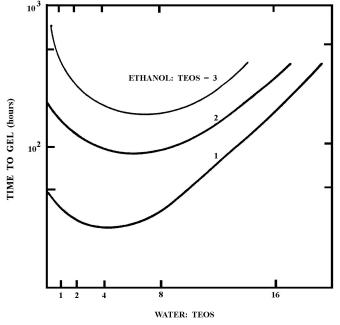 10³
ETHANOL: TEOS = 3
2
10²
1
TIME TO GEL (hours)
1 2 4 8 16
WATER: TEOS